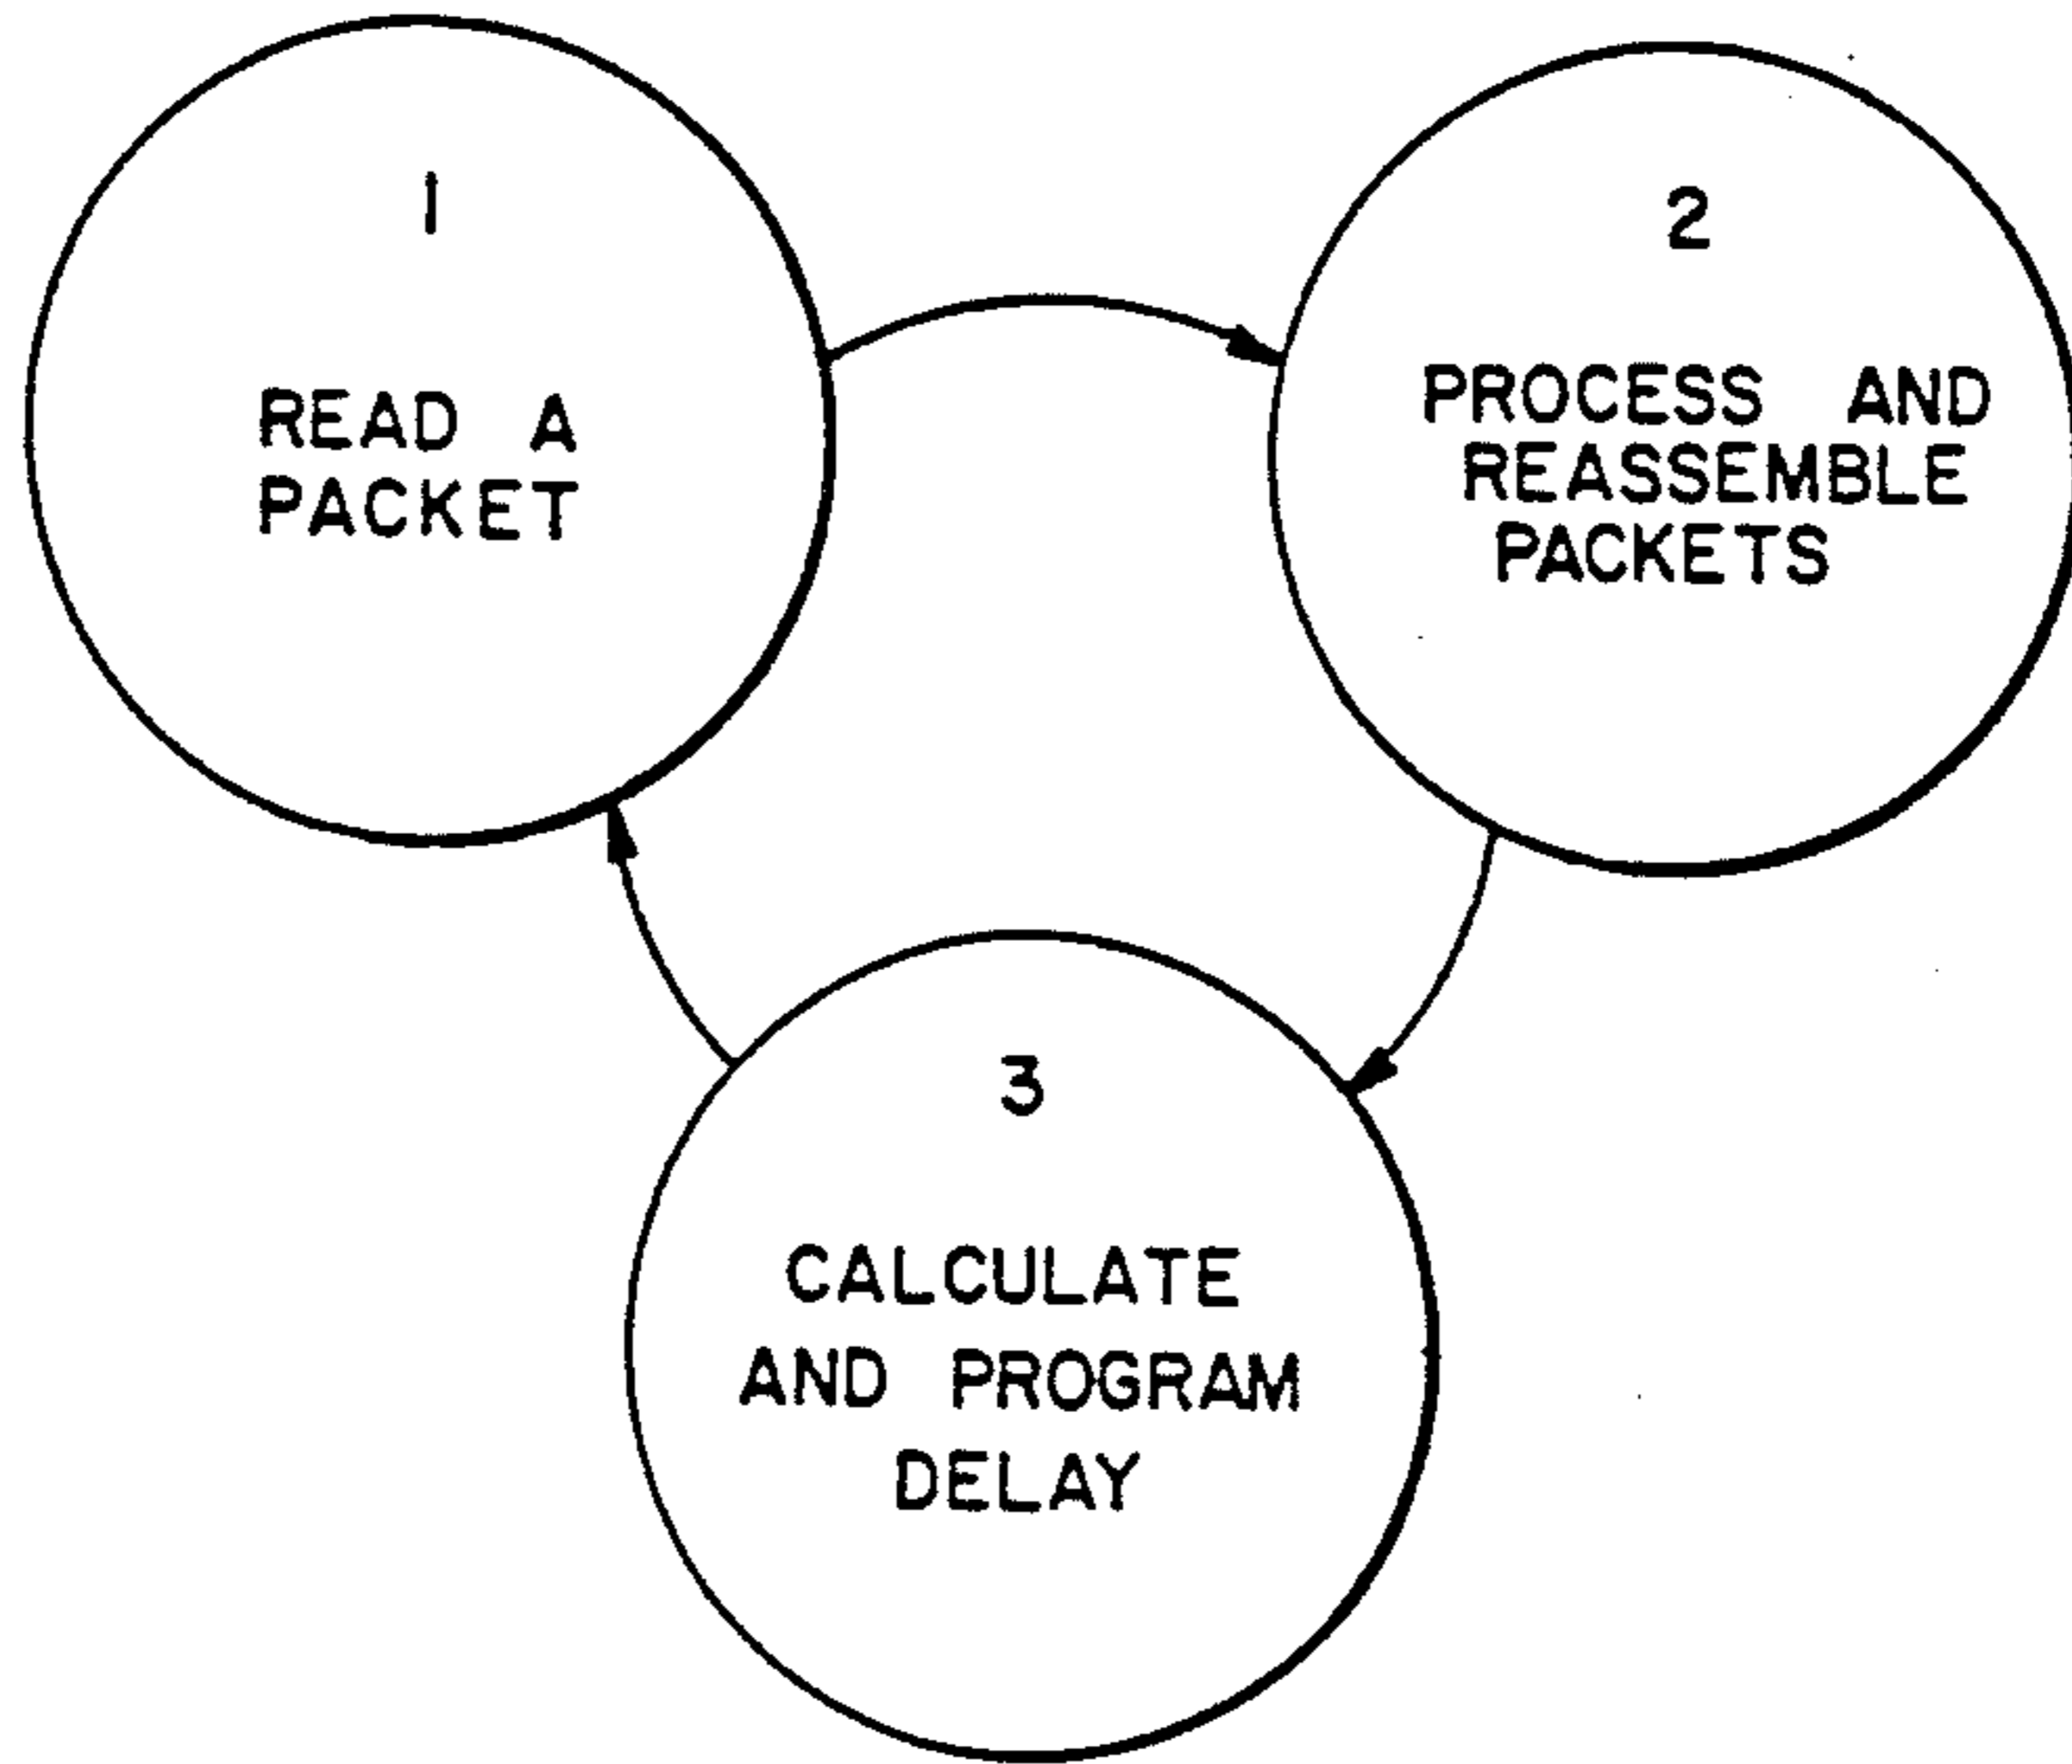 1
READ A
PACKET
2
PROCESS AND
REASSEMBLE
PACKETS
3
CALCULATE
AND PROGRAM
DELAY